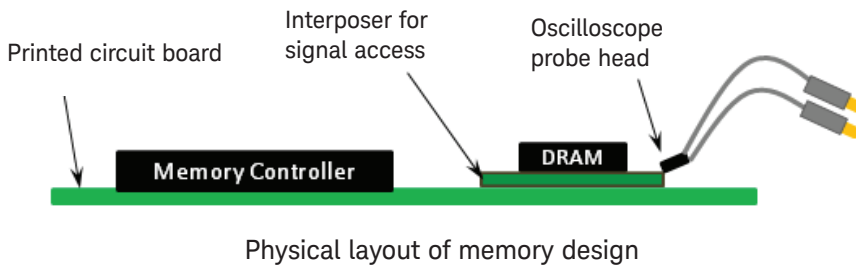 Interposer for
signal access
Oscilloscope
probe head
Printed circuit board
Memory Controller
DRAM
Physical layout of memory design